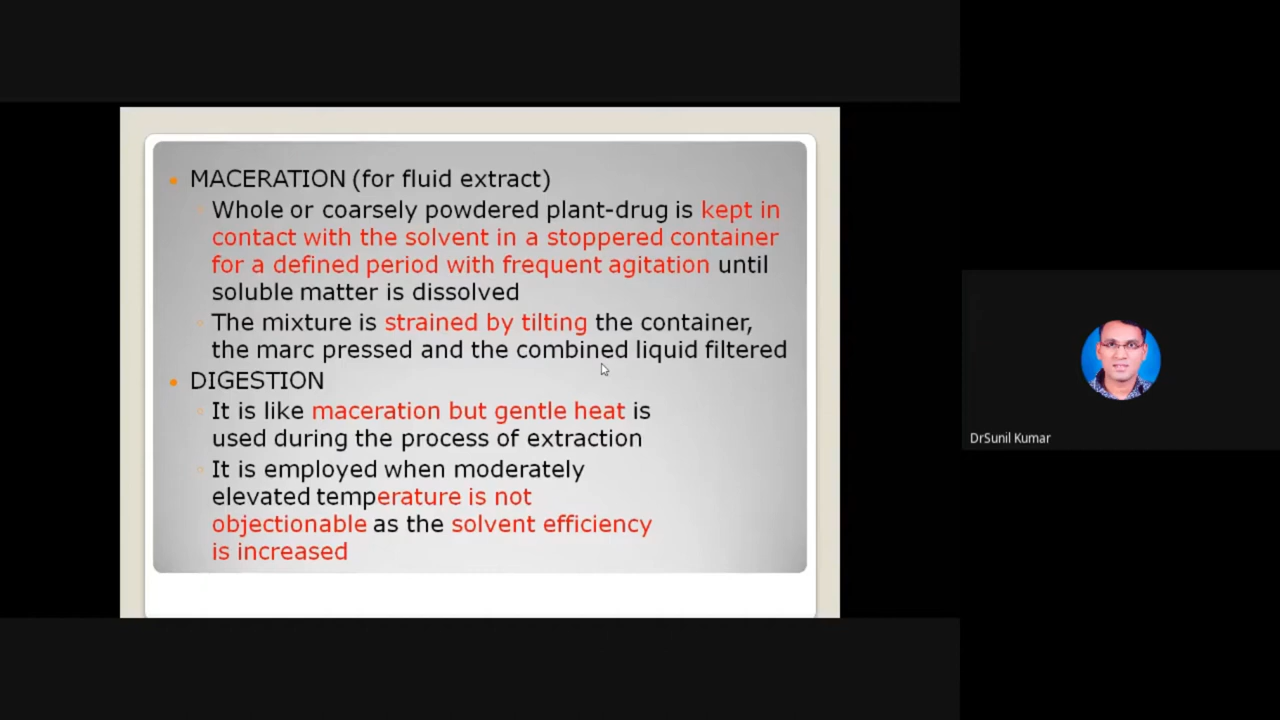 MACERATION (for fluid extract)
Whole or coarsely powdered plant-drug is kept in
contact with the solvent in a stoppered container
for a defined period with frequent agitation until
soluble matter is dissolved
The mixture is strained by tilting the container,
the marc pressed and the combined liquid filtered
DIGESTION
It is like maceration but gentle heat is
used during the process of extraction
It is employed when moderately
elevated temperature is not
objectionable as the solvent efficiency
is increased
DrSunil Kumar